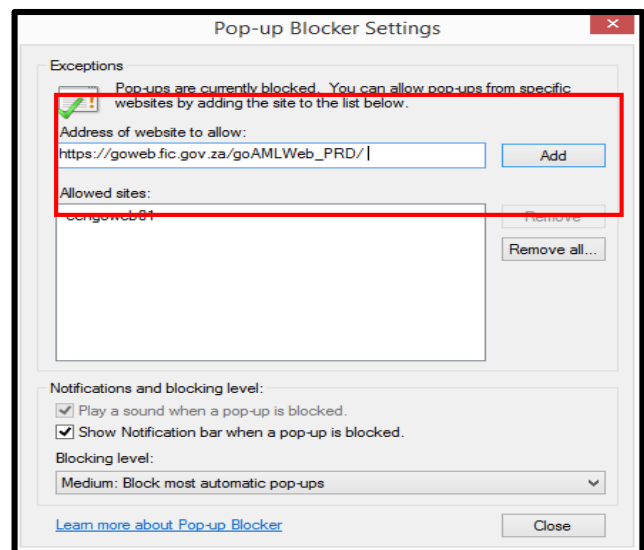 Pop-up Blocker Settings
Exceptions
Pop-ups are currently blocked. You can allow pop-ups from specific
websites by adding the site to the list below.
Address of website to allow:
https://goweb.fic.gov.za/goAMLWeb_PRD/
Add
Allowed sites:
Remove
Remove all...
Notifications and blocking level:
Play a sound when a pop-up is blocked.
Show Notification bar when a pop-up is blocked.
Blocking level:
Medium: Block most automatic pop-ups
Learn more about Pop-up Blocker
Close